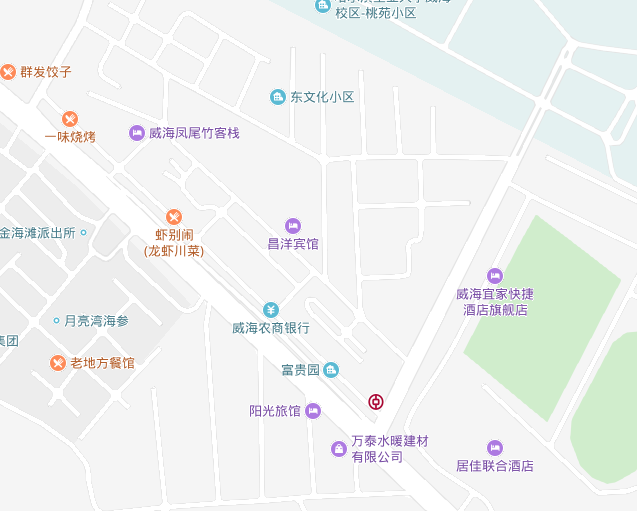 校区-桃苑小区
群发饺子
东文化小区
一味烧烤
威海凤尾竹客栈
金海滩派出所
虾别闹
(龙虾川菜)
昌洋宾馆
威海宜家快捷
酒店旗舰店
月亮湾海参
威海农商银行
集团
老地方餐馆
富贵园
阳光旅馆
万泰水暖建材
有限公司
居佳联合酒店